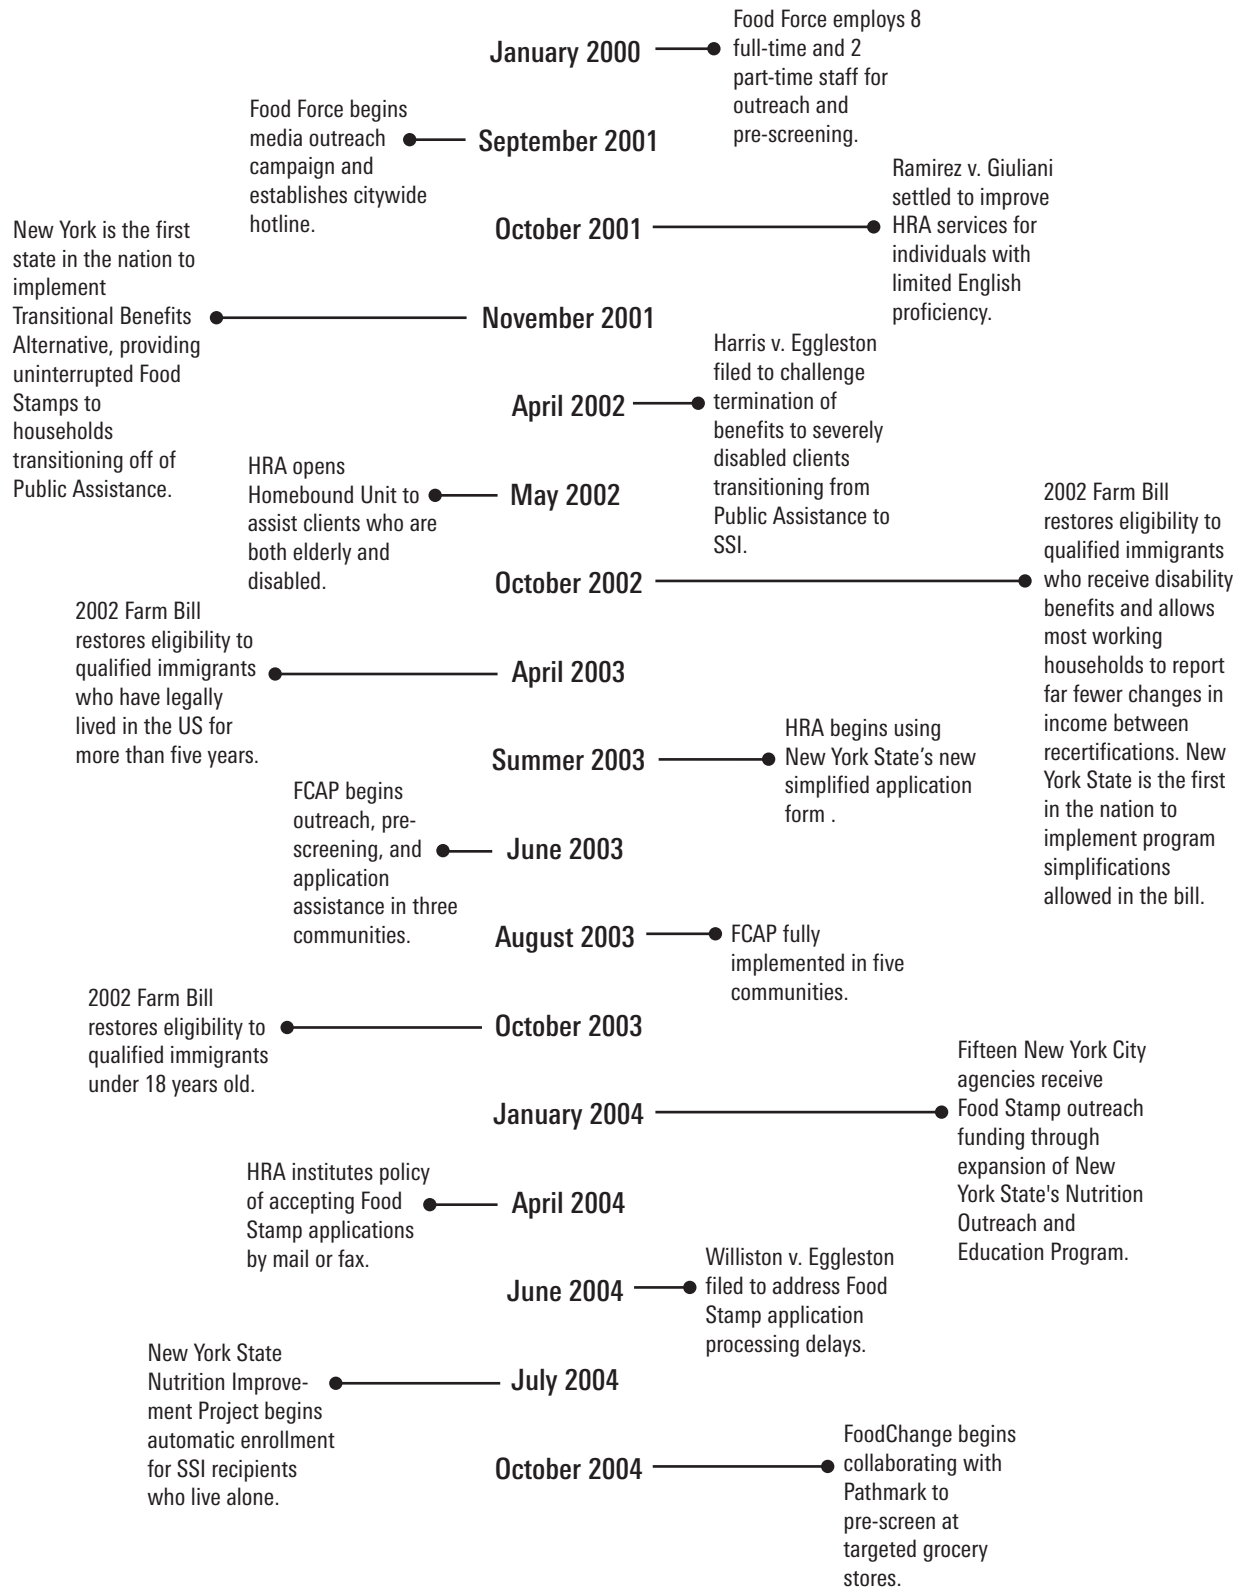 January 2000
Food Force employs 8
full-time and 2
part-time staff for
outreach and
pre-screening.
September 2001
Food Force begins
media outreach
campaign and
establishes citywide
hotline.
October 2001
Ramirez v. Giuliani
settled to improve
HRA services for
individuals with
limited English
proficiency.
November 2001
New York is the first
state in the nation to
implement
Transitional Benefits
Alternative, providing
uninterrupted Food
Stamps to
households
transitioning off of
Public Assistance.
April 2002
Harris v. Eggleston
filed to challenge
termination of
benefits to severely
disabled clients
transitioning from
Public Assistance to
SSI.
May 2002
HRA opens
Homebound Unit to
assist clients who are
both elderly and
disabled.
October 2002
2002 Farm Bill
restores eligibility to
qualified immigrants
who receive disability
benefits and allows
most working
households to report
far fewer changes in
income between
recertifications. New
York State is the first
in the nation to
implement program
simplifications
allowed in the bill.
April 2003
2002 Farm Bill
restores eligibility to
qualified immigrants
who have legally
lived in the US for
more than five years.
Summer 2003
HRA begins using
New York State's new
simplified application
form .
June 2003
FCAP begins
outreach, pre-
screening, and
application
assistance in three
communities.
August 2003
FCAP fully
implemented in five
communities.
October 2003
2002 Farm Bill
restores eligibility to
qualified immigrants
under 18 years old.
January 2004
Fifteen New York City
agencies receive
Food Stamp outreach
funding through
expansion of New
York State's Nutrition
Outreach and
Education Program.
April 2004
HRA institutes policy
of accepting Food
Stamp applications
by mail or fax.
June 2004
Williston v. Eggleston
filed to address Food
Stamp application
processing delays.
July 2004
New York State
Nutrition Improve-
ment Project begins
automatic enrollment
for SSI recipients
who live alone.
October 2004
FoodChange begins
collaborating with
Pathmark to
pre-screen at
targeted grocery
stores.